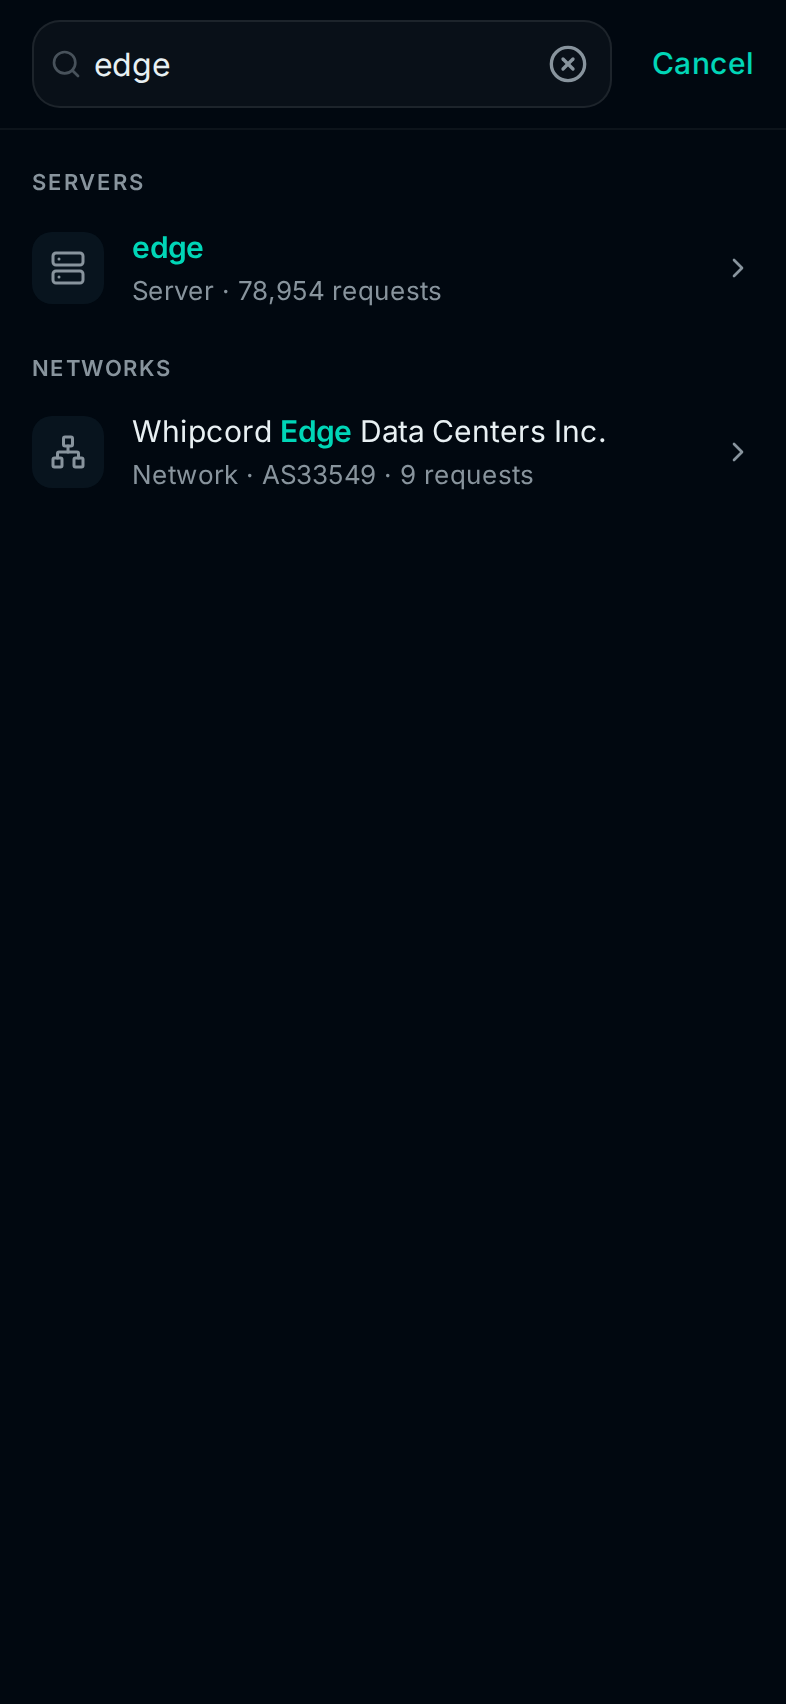 edge
Cancel
SERVERS
edge
Server · 78,954 requests
NETWORKS
Whipcord Edge Data Centers Inc.
Network · AS33549 · 9 requests